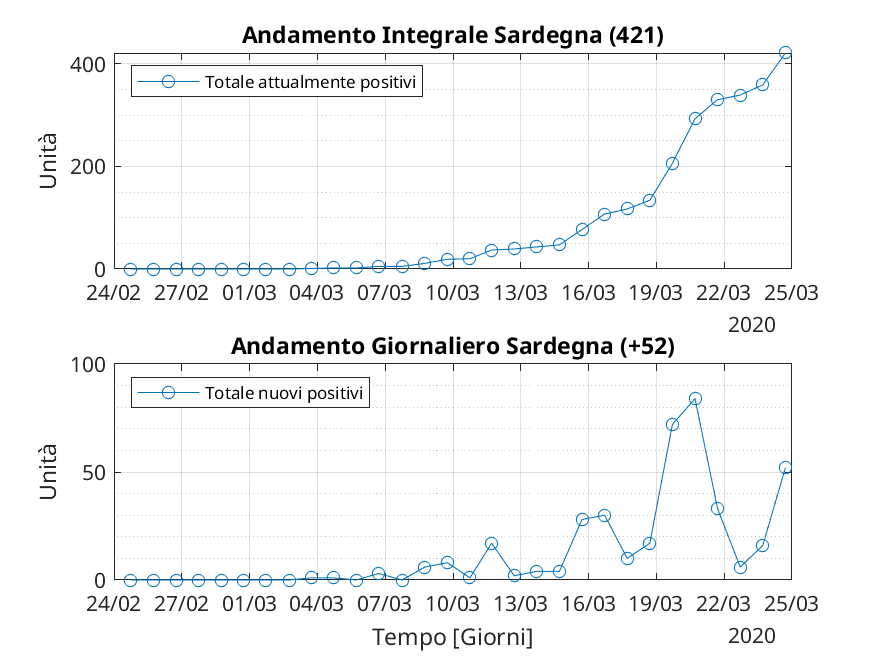 Andamento Integrale Sardegna (421)
400
Totale attualmente positivi
Unità
200
0
24/02 27/02 01/03 04/03 07/03 10/03 13/03 16/03 19/03 22/03 25/03
2020
Andamento Giornaliero Sardegna (+52)
100
Totale nuovi positivi
Unità
50
0
24/02 27/02 01/03 04/03 07/03 10/03 13/03 16/03 19/03 22/03 25/03
Tempo [Giorni]
2020